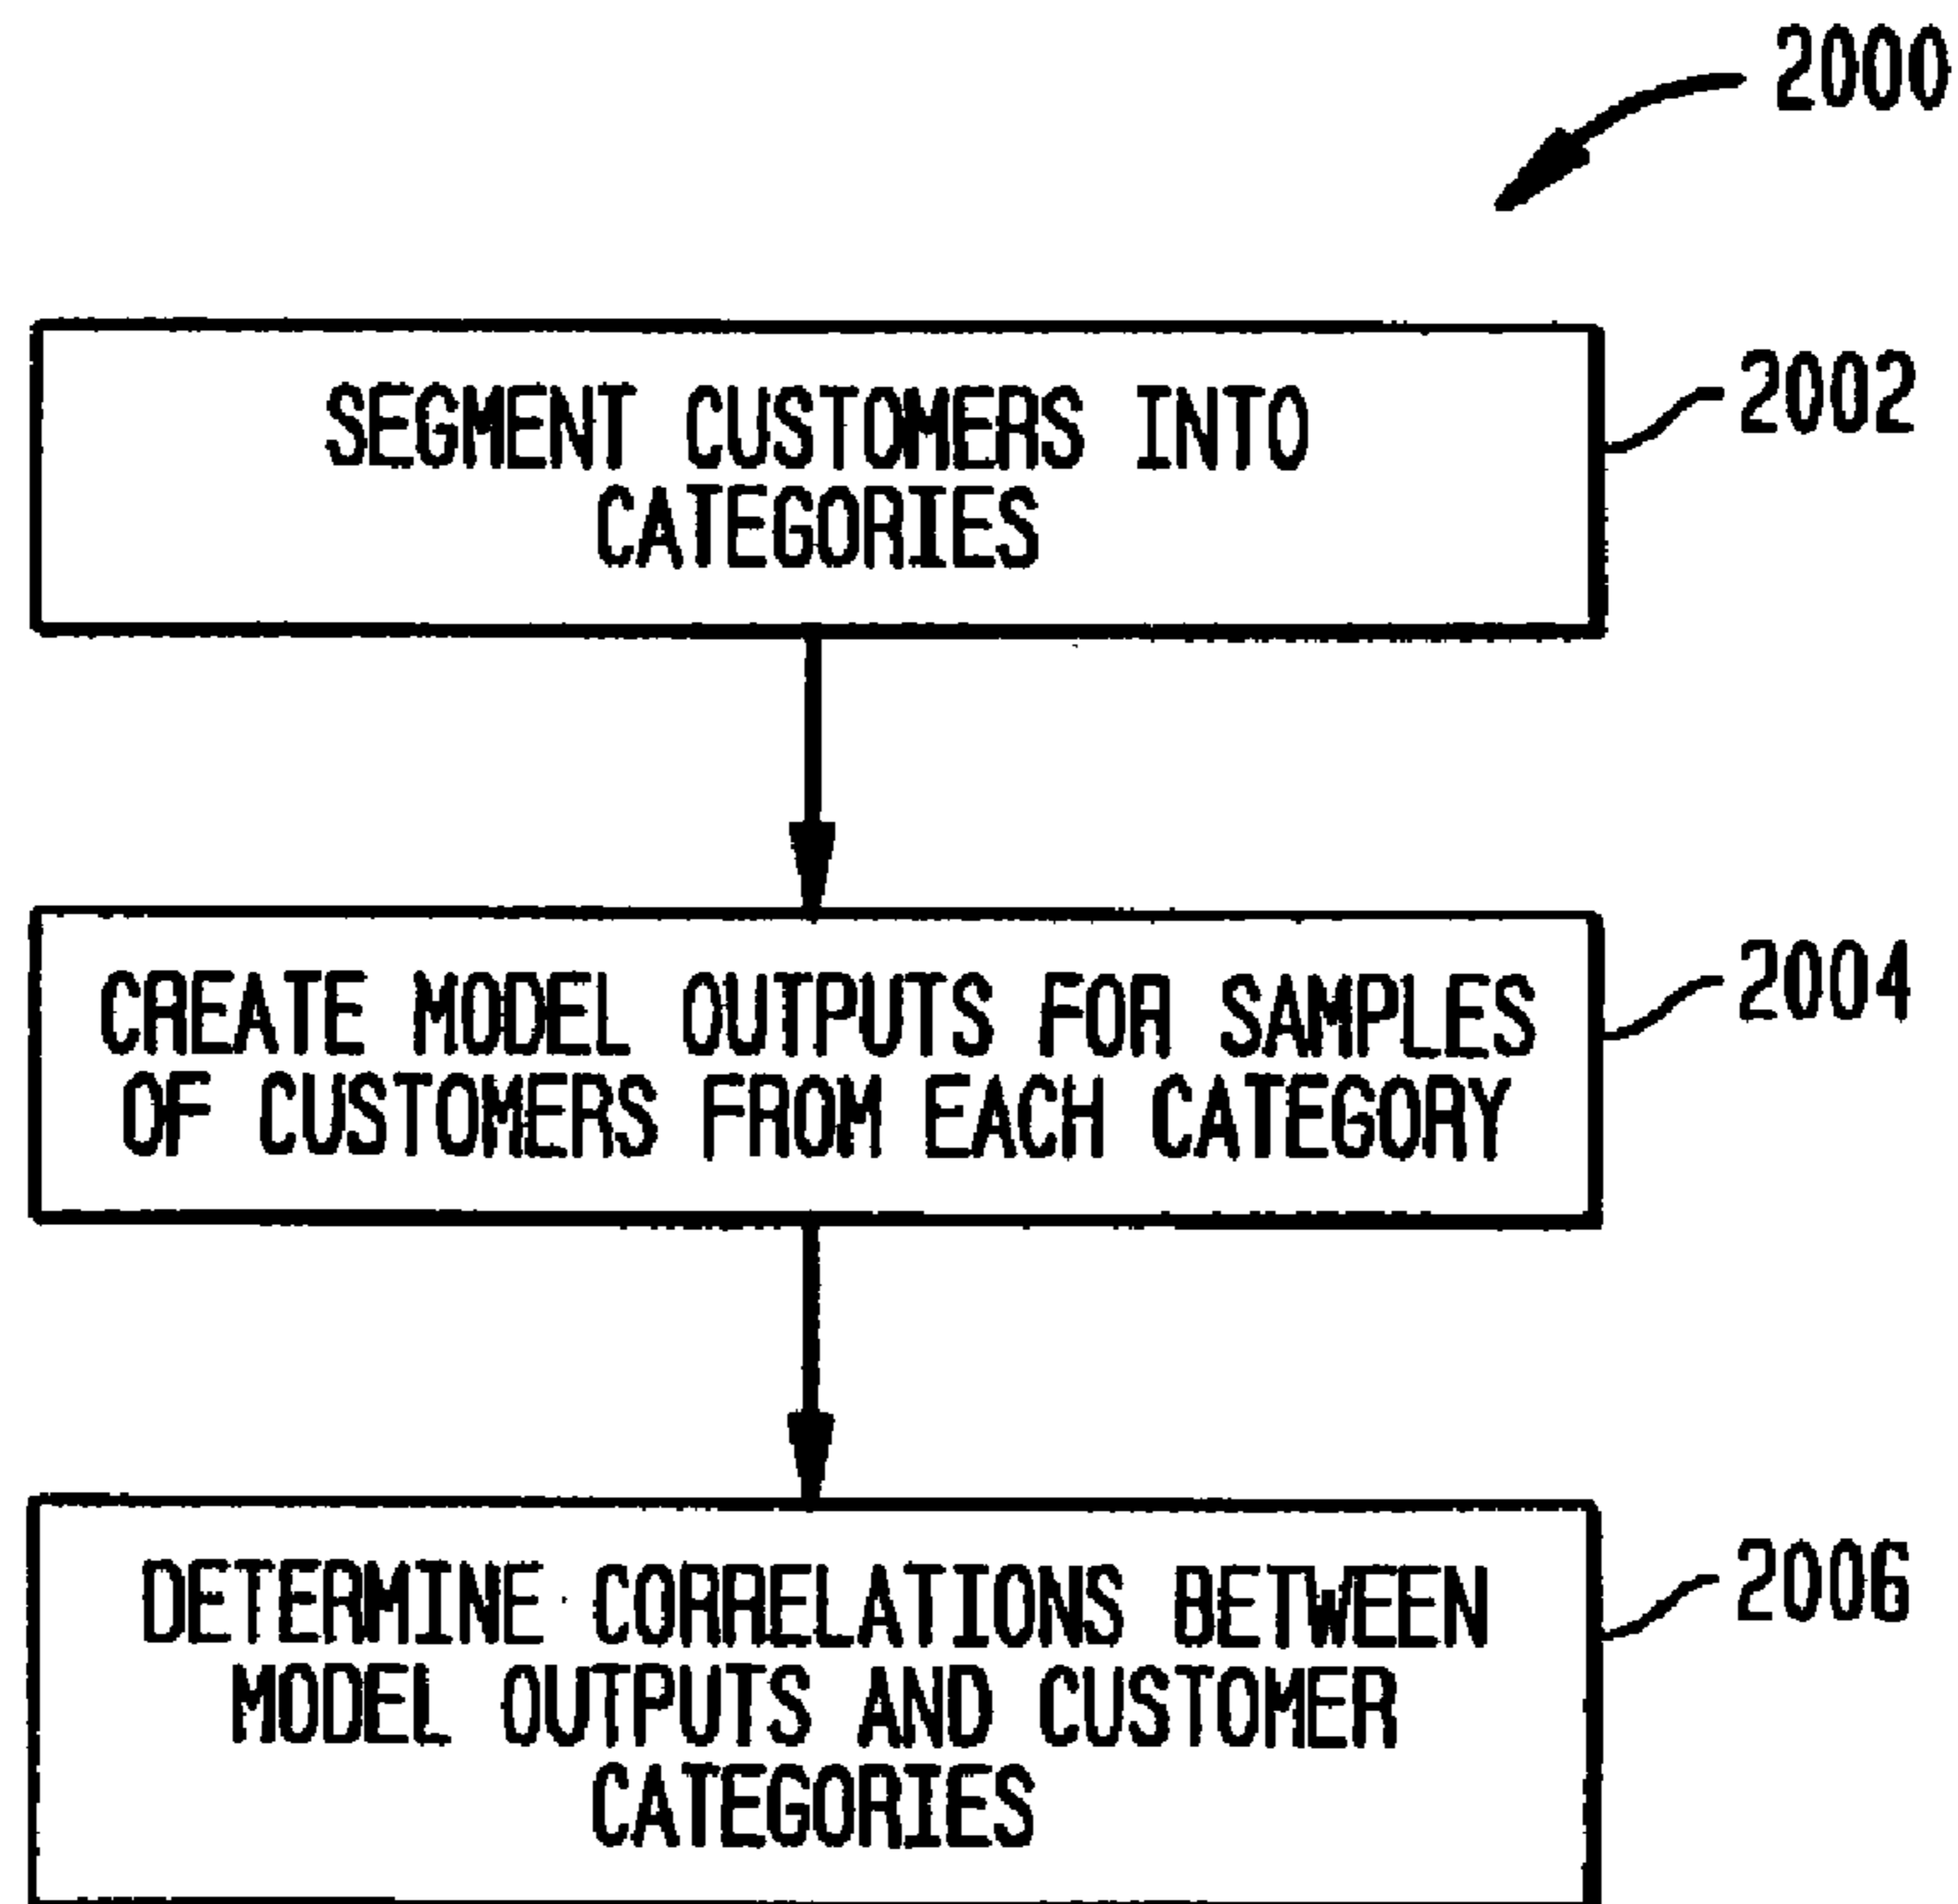 2000
SEGMENT CUSTOMERS INTO
CATEGORIES
2002
CREATE MODEL OUTPUTS FOR SAMPLES
OF CUSTOMERS FROM EACH CATEGORY
2004
DETERMINE CORRELATIONS BETWEEN
MODEL OUTPUTS AND CUSTOMER
CATEGORIES
2006